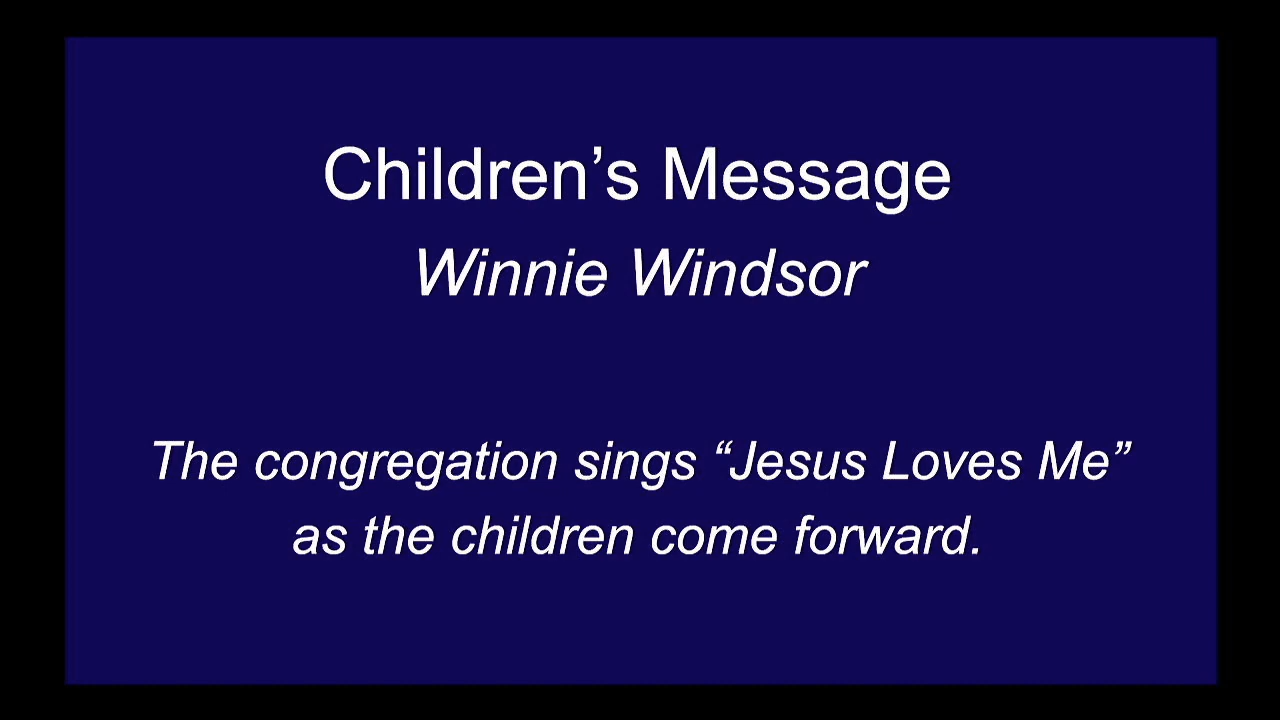 Children’s Message
Winnie Windsor
The congregation sings “Jesus Loves Me”
as the children come forward.